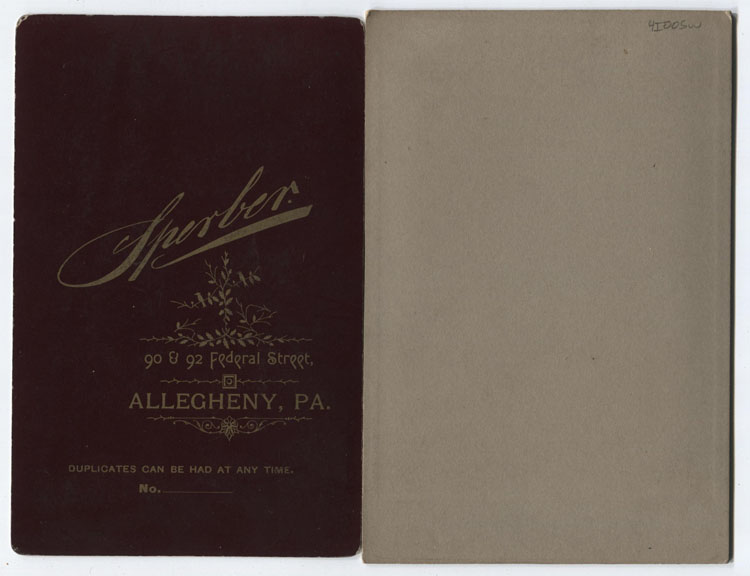 Sperber.
90 & 92 Federal Street,
ALLEGHENY, PA.
DUPLICATES CAN BE HAD AT ANY TIME.
No.